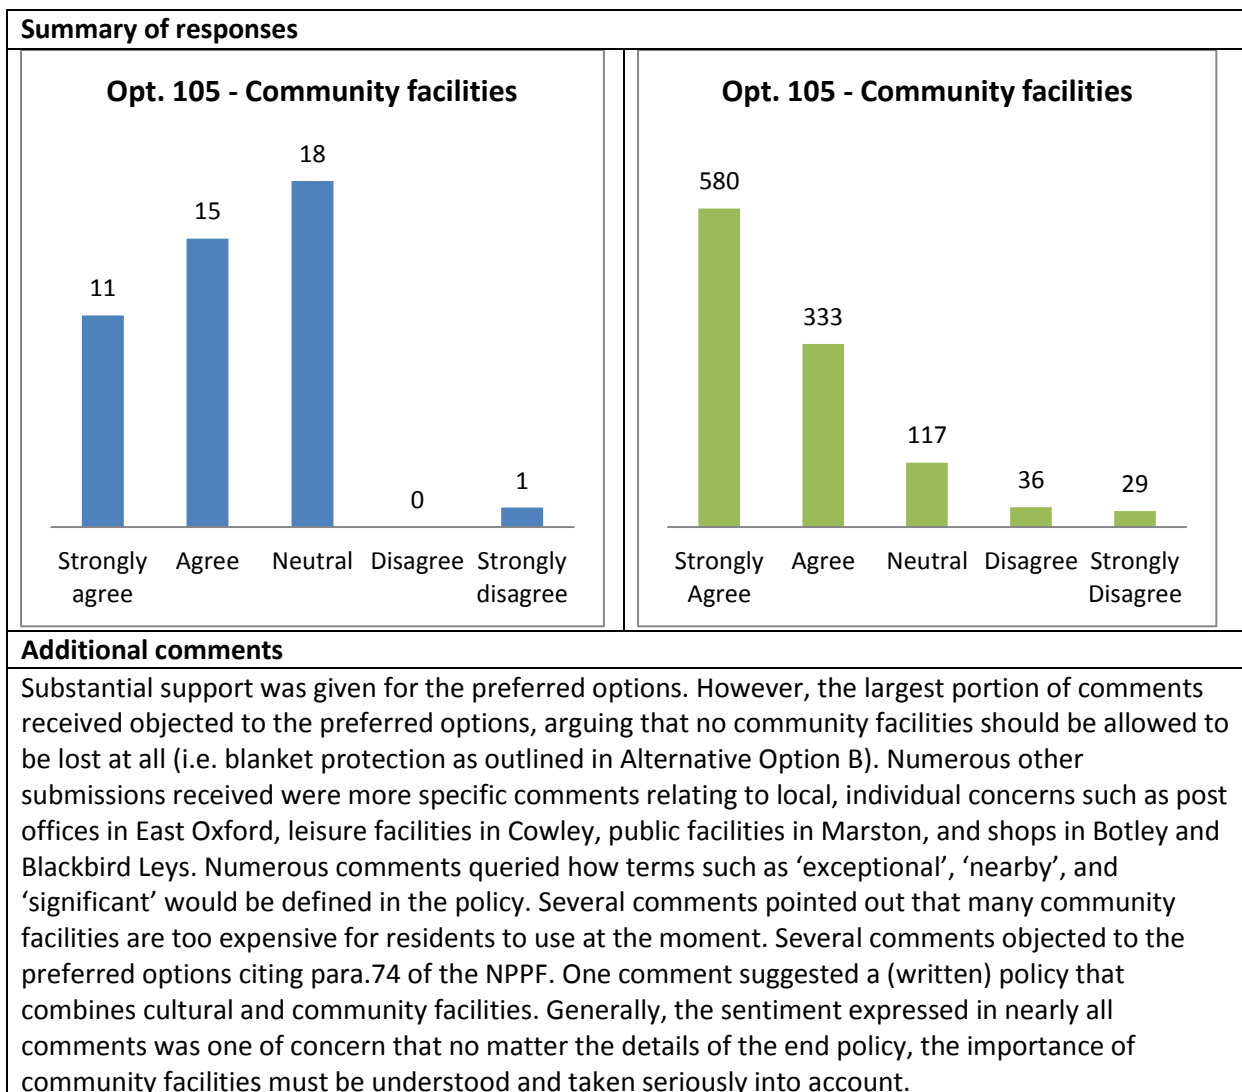 Summary of responses
Opt. 105 - Community facilities
18
15
11
0
1
Strongly agree
Agree
Neutral
Disagree
Strongly disagree
Opt. 105 - Community facilities
580
333
117
36
29
Strongly Agree
Agree
Neutral
Disagree
Strongly Disagree
Additional comments
Substantial support was given for the preferred options. However, the largest portion of comments
received objected to the preferred options, arguing that no community facilities should be allowed to
be lost at all (i.e. blanket protection as outlined in Alternative Option B). Numerous other
submissions received were more specific comments relating to local, individual concerns such as post
offices in East Oxford, leisure facilities in Cowley, public facilities in Marston, and shops in Botley and
Blackbird Leys. Numerous comments queried how terms such as ‘exceptional’, ‘nearby’, and
‘significant’ would be defined in the policy. Several comments pointed out that many community
facilities are too expensive for residents to use at the moment. Several comments objected to the
preferred options citing para.74 of the NPPF. One comment suggested a (written) policy that
combines cultural and community facilities. Generally, the sentiment expressed in nearly all
comments was one of concern that no matter the details of the end policy, the importance of
community facilities must be understood and taken seriously into account.